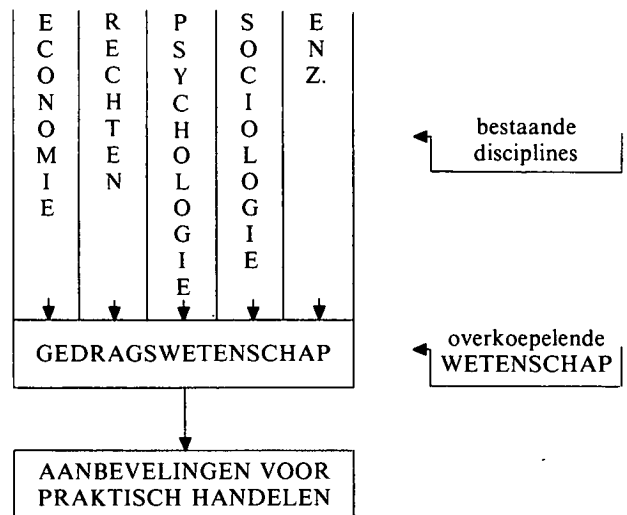 ECONOMIE
RECHTEN
PSYCHOLOGIE
SOCIOLOGIE
ENZ.
bestaande
disciplines
GEDRAGSWETENSCHAP
overkoepelende
WETENSCHAP
AANBEVELINGEN VOOR
PRAKTISCH HANDELEN